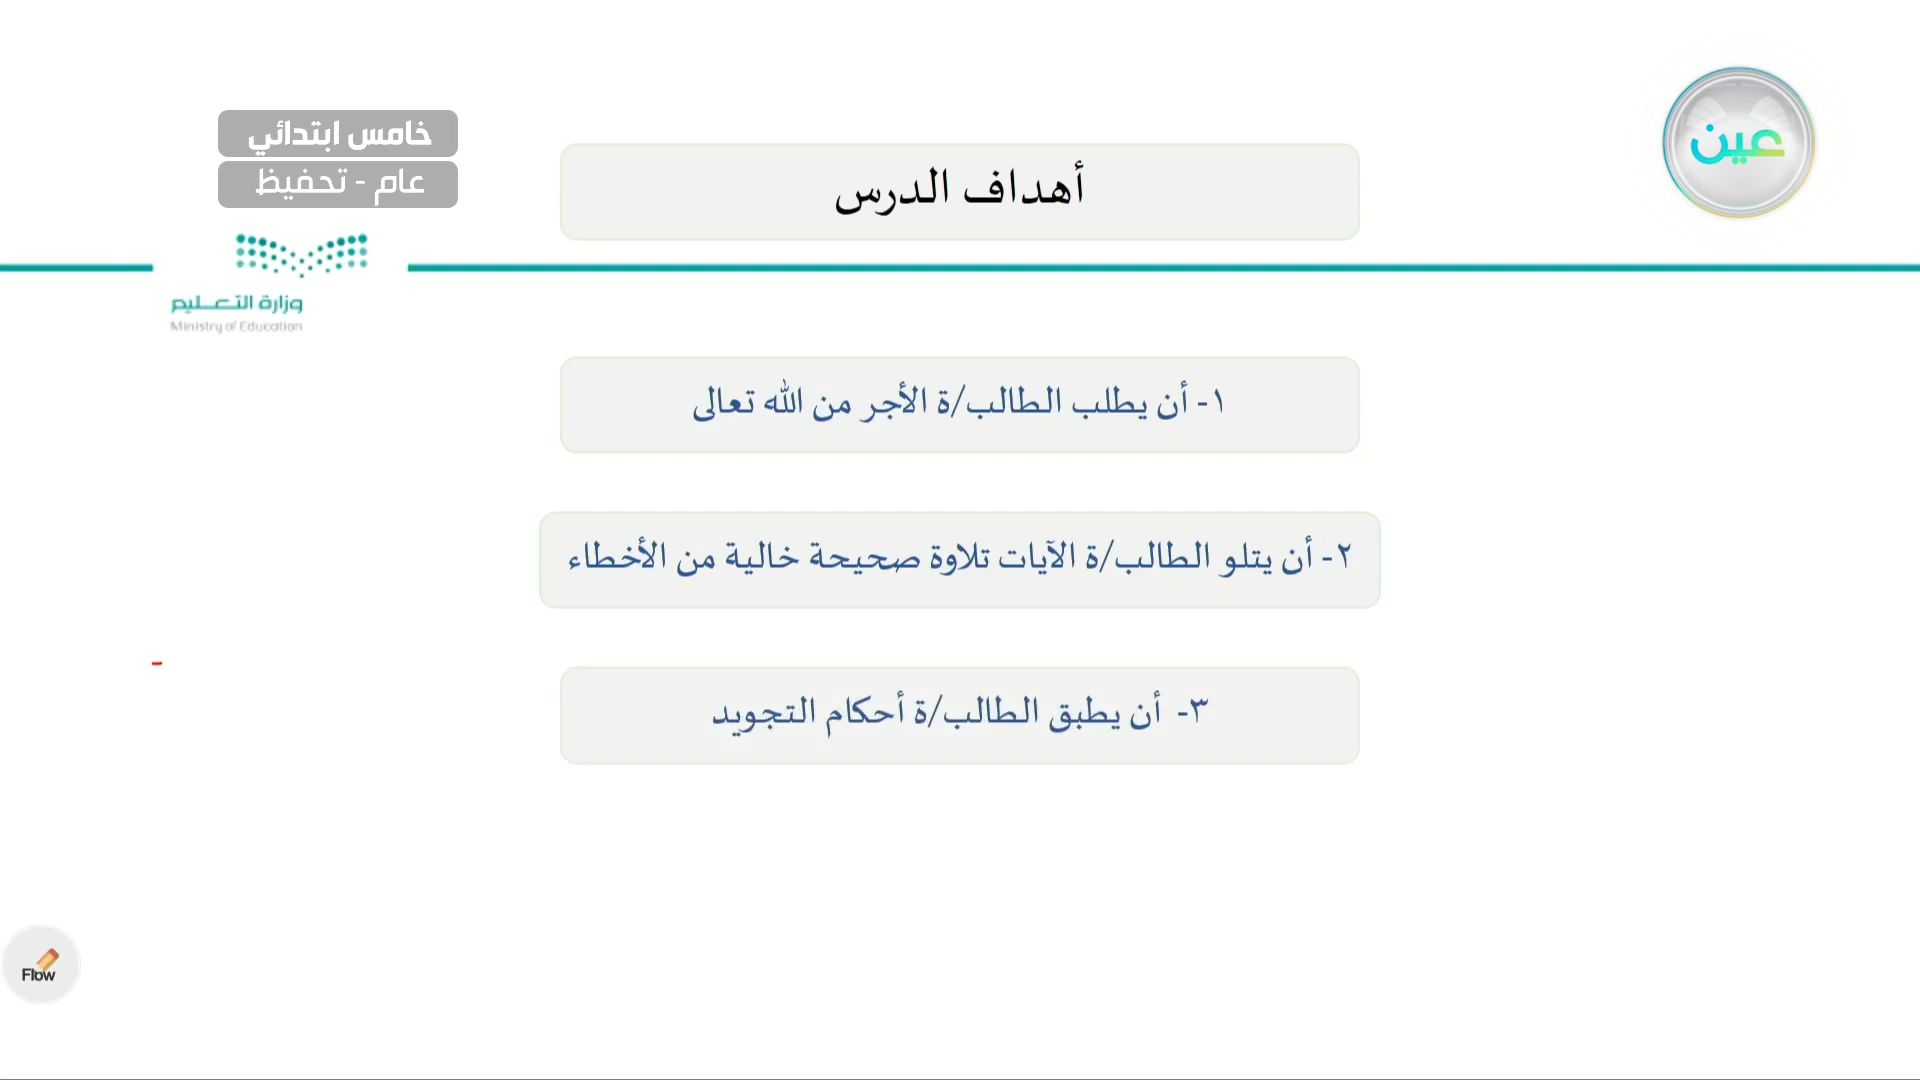 عين
خامس ابتدائي
عام - تحفيظ
أهداف الدرس
وزارة التعليم
Ministry of Education
١- أن يطلب الطالب/ة الأجر من الله تعالى
٢- أن يتلو الطالب/ة الآيات تلاوة صحيحة خالية من الأخطاء
٣- أن يطبق الطالب/ة أحكام التجويد
Flow